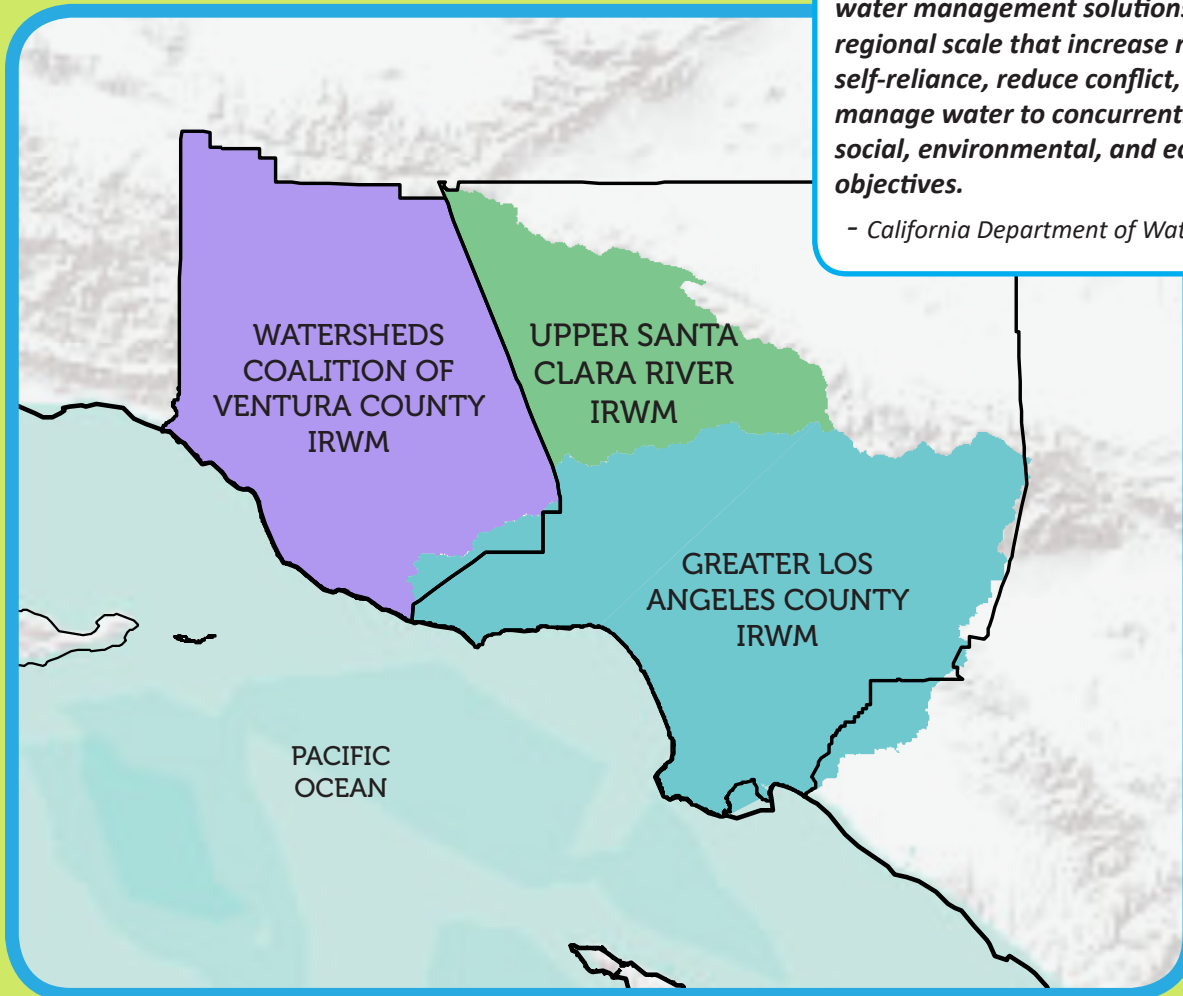 water management solutions
regional scale that increase
self-reliance, reduce conflict,
manage water to
social, environmental, and
objectives.
- California Department of
WATERSHEDS
COALITION OF
VENTURA COUNTY
IRWM
UPPER SANTA
CLARA RIVER
IRWM
GREATER LOS
ANGELES COUNTY
IRWM
PACIFIC
OCEAN